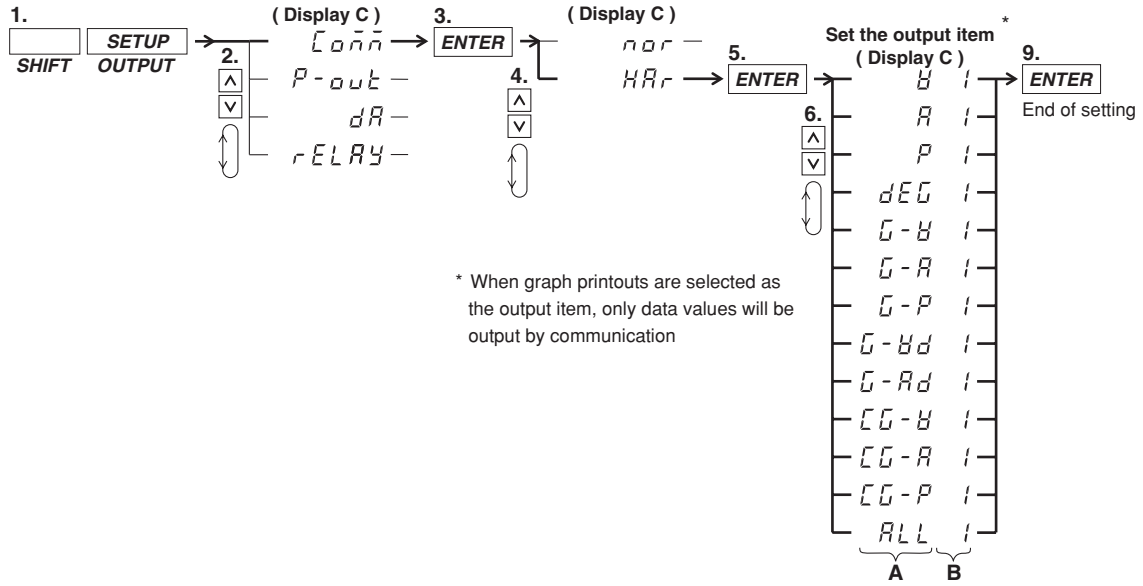 1.
SHIFT
SETUP
OUTPUT
2.
( Display C )
Conn
P-out
dA
rELAY
3.
ENTER
4.
( Display C )
nor
HAr
5.
ENTER
6.
Set the output item *
( Display C )
V 1
A 1
P 1
dEG 1
G-V 1
G-A 1
G-P 1
G-Vd 1
G-Ad 1
CG-V 1
CG-A 1
CG-P 1
ALL 1
A B
9.
ENTER
End of setting
* When graph printouts are selected as
the output item, only data values will be
output by communication